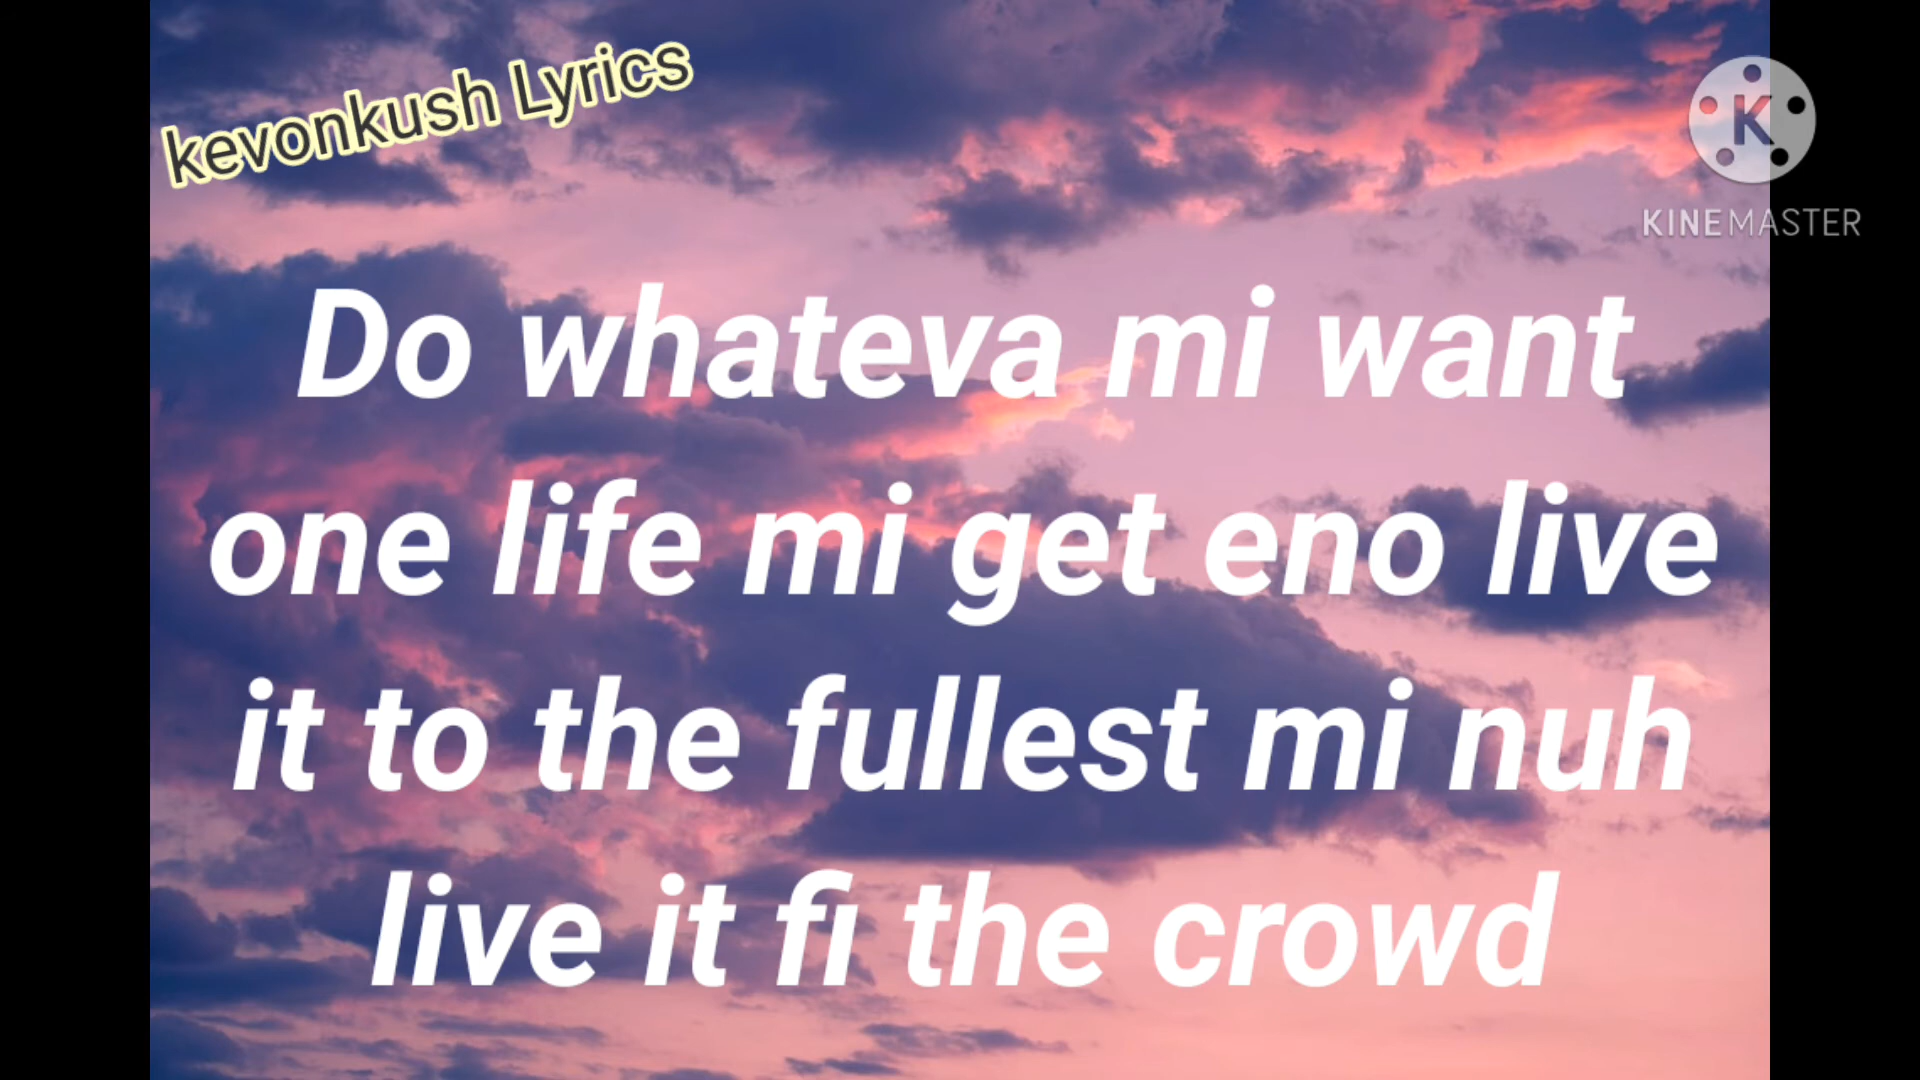 kevonkush Lyrics
K
KINEMASTER
Do whateva mi want
one life mi get eno live
it to the fullest mi nuh
live it fi the crowd